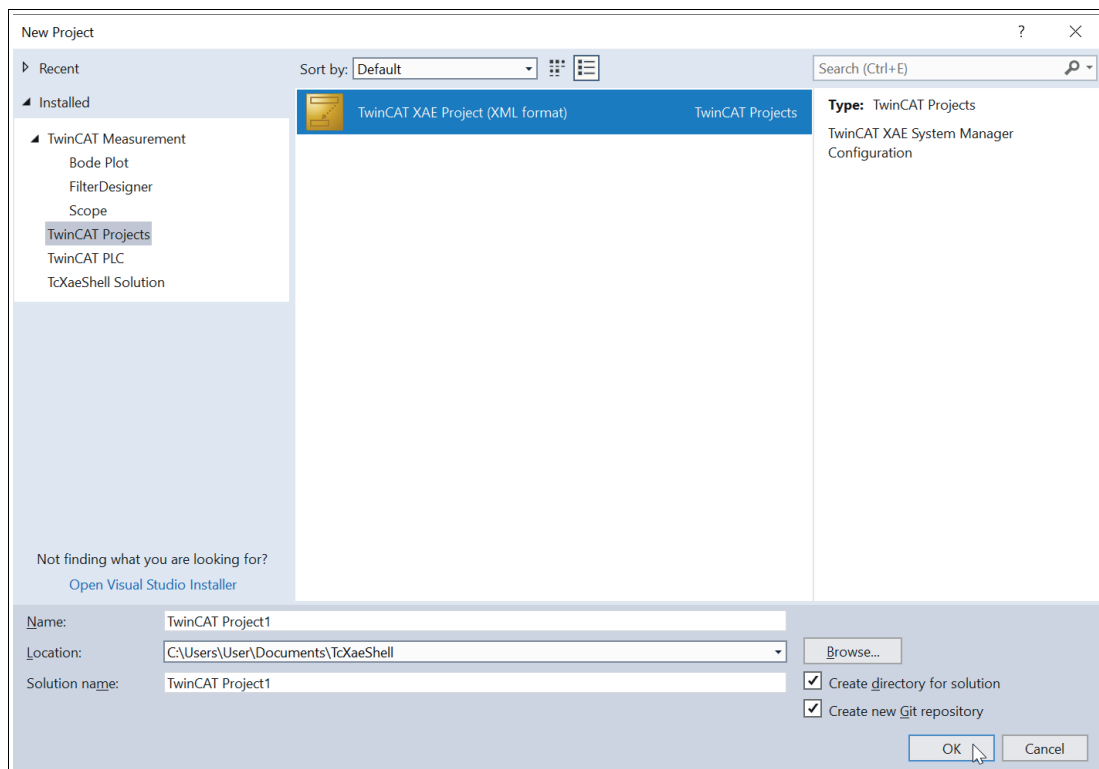 New Project
?
Recent
Installed
TwinCAT Measurement
Bode Plot
FilterDesigner
Scope
TwinCAT Projects
TwinCAT PLC
TcXaeShell Solution
Not finding what you are looking for?
Open Visual Studio Installer
Sort by: Default
TwinCAT XAE Project (XML format) TwinCAT Projects
Search (Ctrl+E)
Type: TwinCAT Projects
TwinCAT XAE System Manager
Configuration
Name: TwinCAT Project1
Location: C:\Users\User\Documents\TcXaeShell Browse...
Solution name: TwinCAT Project1
Create directory for solution
Create new Git repository
OK Cancel